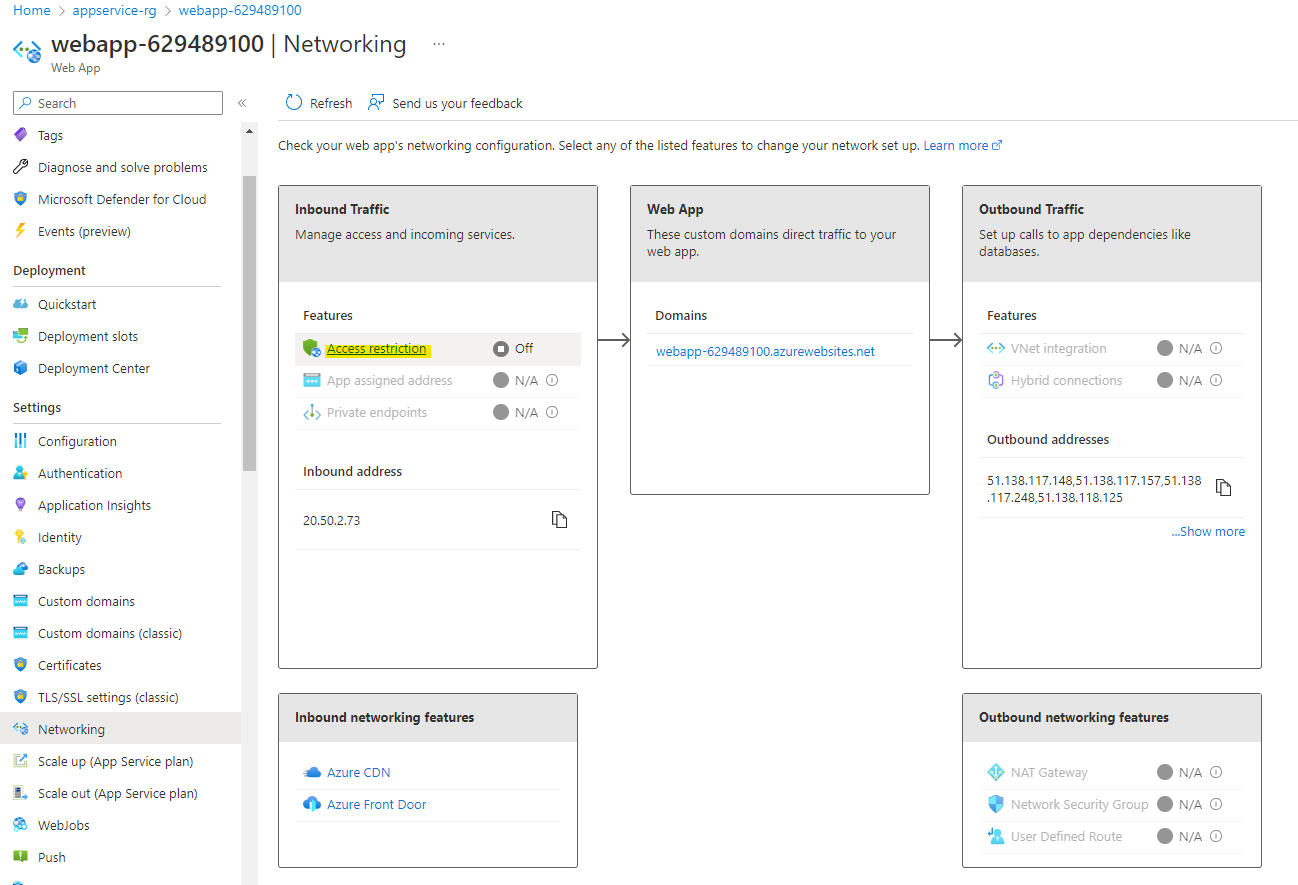 Home > appservice-rg > webapp-629489100
webapp-629489100 | Networking ...
Web App
Search
«
Refresh
Send us your feedback
Tags
Diagnose and solve problems
Microsoft Defender for Cloud
Events (preview)
Deployment
Quickstart
Deployment slots
Deployment Center
Settings
Configuration
Authentication
Application Insights
Identity
Backups
Custom domains
Custom domains (classic)
Certificates
TLS/SSL settings (classic)
Networking
Scale up (App Service plan)
Scale out (App Service plan)
WebJobs
Push
Check your web app's networking configuration. Select any of the listed features to change your network set up. Learn more
Inbound Traffic
Manage access and incoming services.
Features
Access restriction Off
App assigned address N/A
Private endpoints N/A
Inbound address
20.50.2.73
Web App
These custom domains direct traffic to your
web app.
Domains
webapp-629489100.azurewebsites.net
Outbound Traffic
Set up calls to app dependencies like
databases.
Features
VNet integration N/A
Hybrid connections N/A
Outbound addresses
51.138.117.148,51.138.117.157,51.138
.117.248,51.138.118.125
...Show more
Inbound networking features
Azure CDN
Azure Front Door
Outbound networking features
NAT Gateway N/A
Network Security Group N/A
User Defined Route N/A